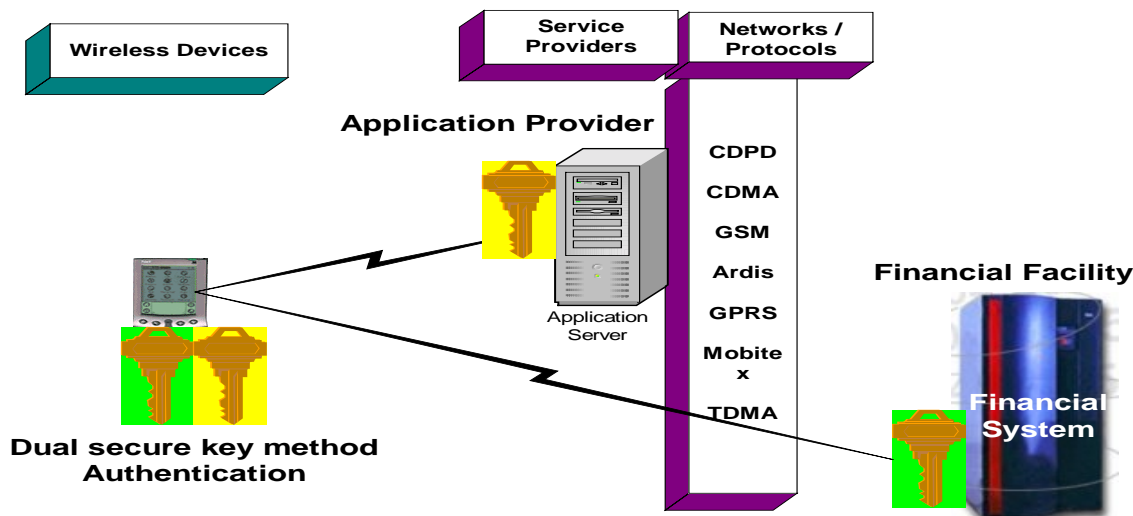 Wireless Devices
Service
Providers
Networks /
Protocols
Application Provider
CDPD
CDMA
GSM
Ardis
GPRS
Mobite
x
TDMA
Application
Server
Financial Facility
Financial
System
Dual secure key method
Authentication